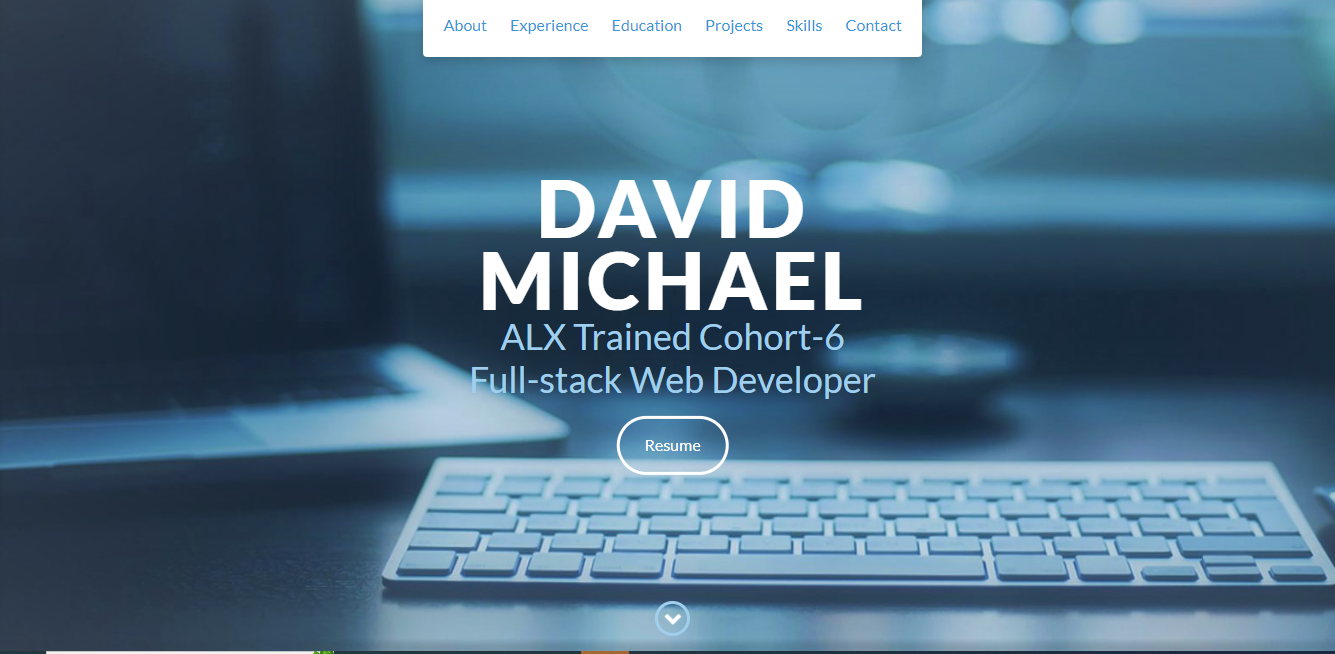 About Experience Education Projects Skills Contact
DAVID
MICHAEL
ALX Trained Cohort-6
Full-stack Web Developer
Resume